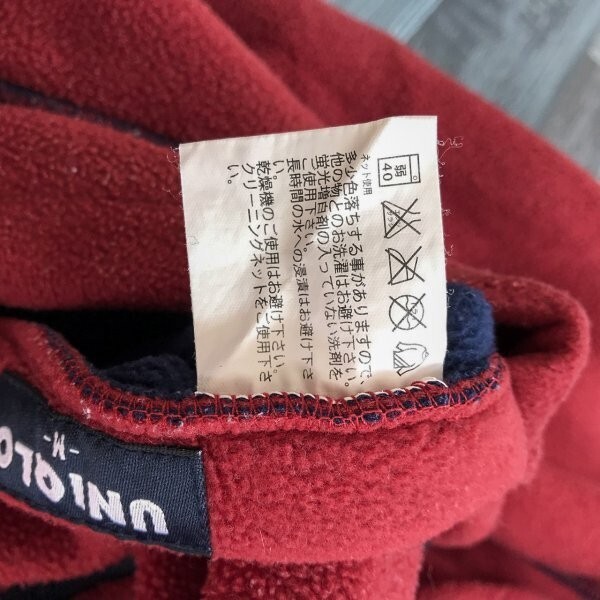 弱
40
ネット使用
多少色落ちする事がありますので、
他の物とのお洗濯はお避け下さい。
蛍光増白剤の入っていない洗剤を
ご使用下さい。
長時間の水への浸漬はお避け下さ
い。
乾燥機のご使用はお避け下さい。
クリーニングネットをご使用下さ
い。
-M-
UNIQLO